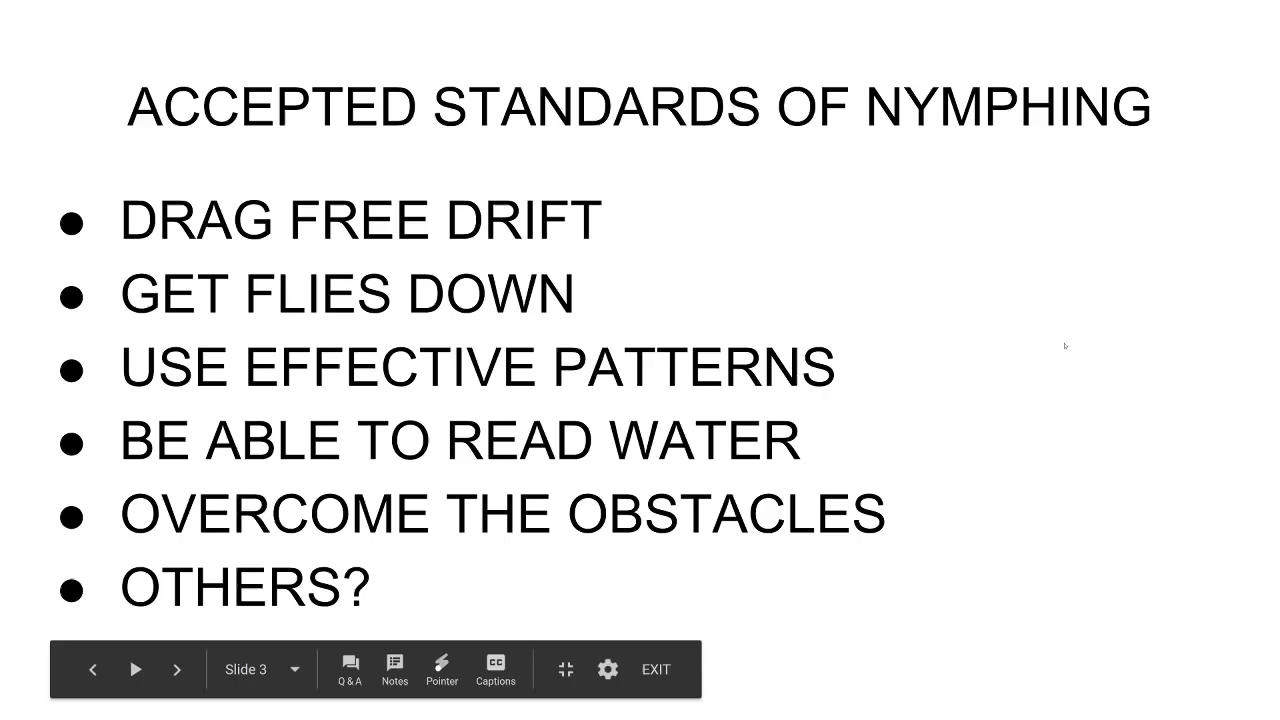 ACCEPTED STANDARDS OF NYMPHING
● DRAG FREE DRIFT
● GET FLIES DOWN
● USE EFFECTIVE PATTERNS
● BE ABLE TO READ WATER
● OVERCOME THE OBSTACLES
● OTHERS?
Slide 3 Q & A Notes Pointer CC Captions EXIT